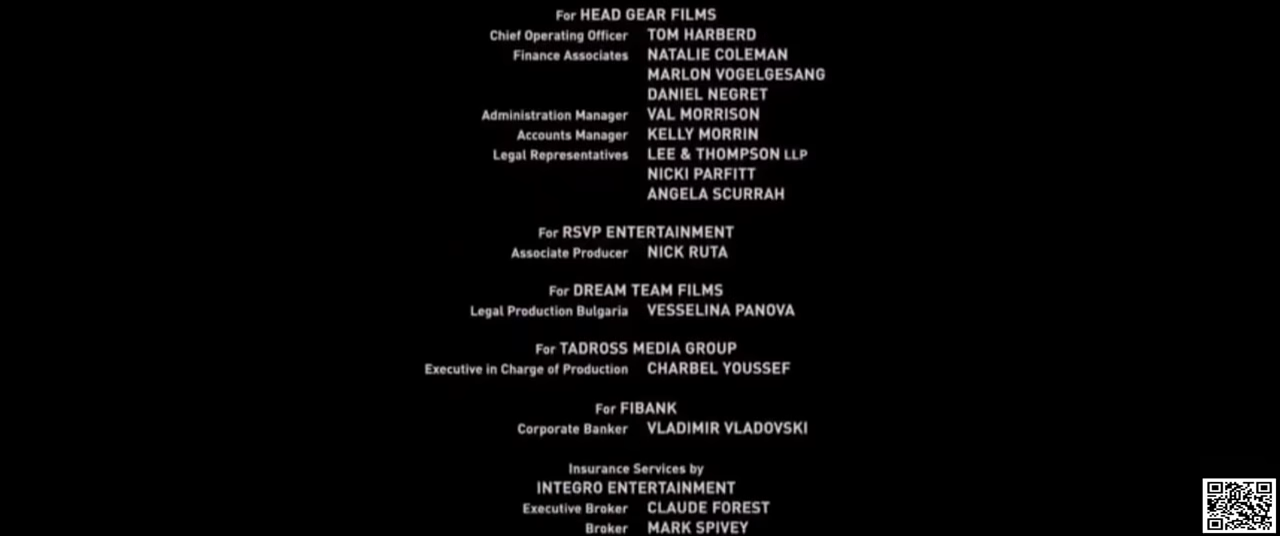 For HEAD GEAR FILMS
Chief Operating Officer TOM HARBERD
Finance Associates NATALIE COLEMAN
MARLON VOGELGESANG
DANIEL NEGRET
Administration Manager VAL MORRISON
Accounts Manager KELLY MORRIN
Legal Representatives LEE & THOMPSON LLP
NICKI PARFITT
ANGELA SCURRAH
For RSVP ENTERTAINMENT
Associate Producer NICK RUTA
For DREAM TEAM FILMS
Legal Production Bulgaria VESSELINA PANOVA
For TADROSS MEDIA GROUP
Executive in Charge of Production CHARBEL YOUSSEF
For FIBANK
Corporate Banker VLADIMIR VLADOVSKI
Insurance Services by
INTEGRO ENTERTAINMENT
Executive Broker CLAUDE FOREST
Broker MARK SPIVEY